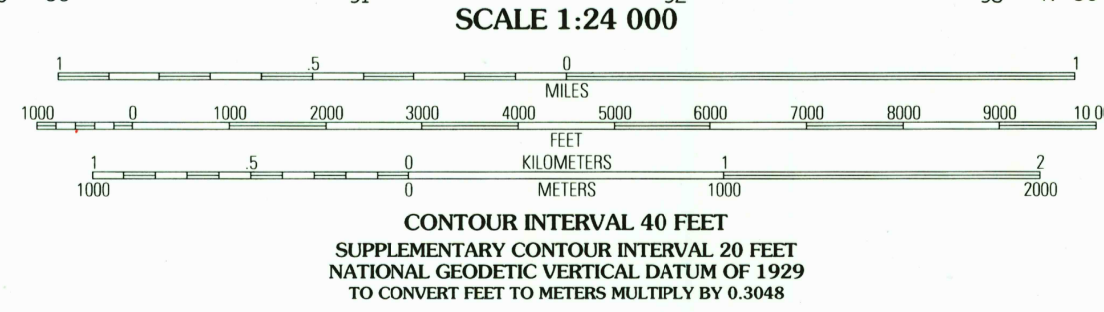 SCALE 1:24 000
1 .5 0 1
MILES
1000 0 1000 2000 3000 4000 5000 6000 7000 8000 9000 10 0
FEET
1 .5 0 KILOMETERS 1 2
1000 0 METERS 1000 2000
CONTOUR INTERVAL 40 FEET
SUPPLEMENTARY CONTOUR INTERVAL 20 FEET
NATIONAL GEODETIC VERTICAL DATUM OF 1929
TO CONVERT FEET TO METERS MULTIPLY BY 0.3048